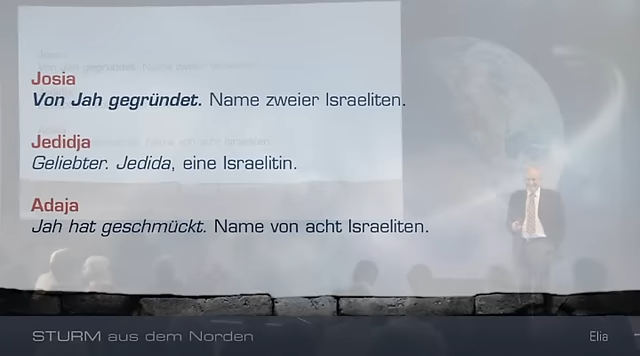 Josia
Von Jah gegründet. Name zweier Israeliten.
Jedidja
Geliebter. Jedida, eine Israelitin.
Adaja
Jah hat geschmückt. Name von acht Israeliten.
STURM aus dem Norden
Elia